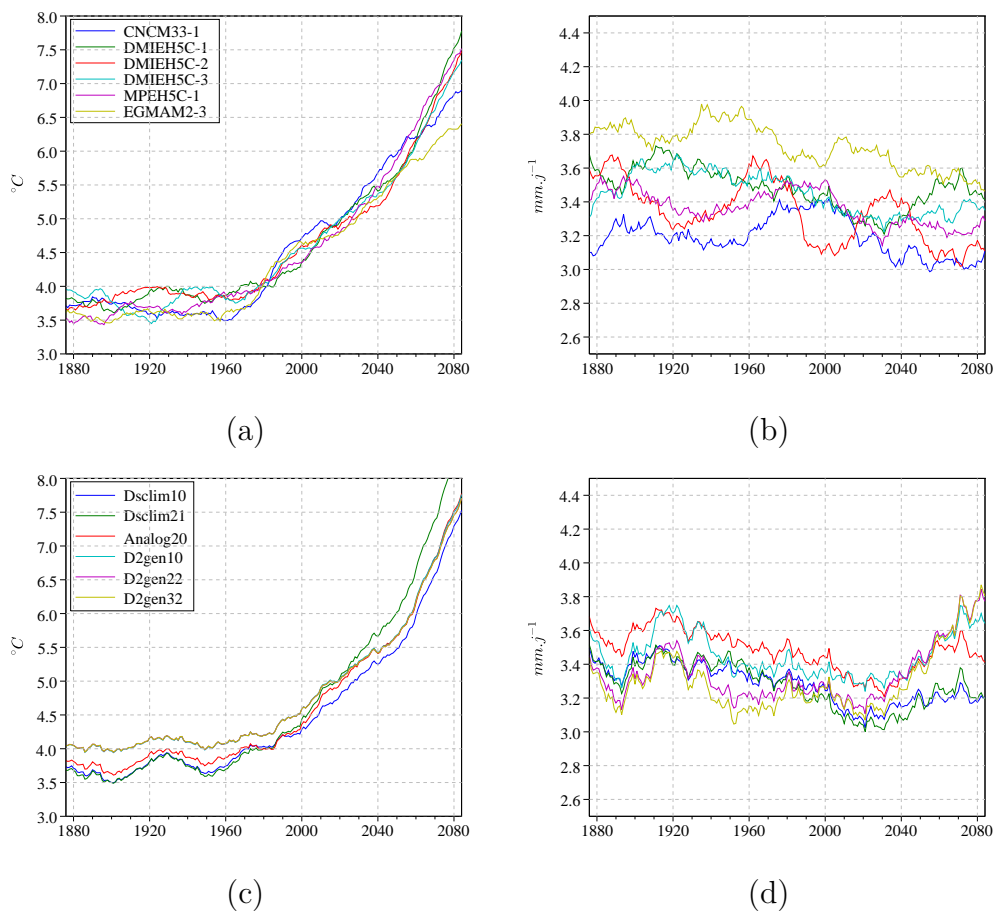 8.0
7.5
7.0
6.5
6.0
5.5
5.0
4.5
4.0
3.5
3.0
°C
CNCM33-1
DMIEH5C-1
DMIEH5C-2
DMIEH5C-3
MPEH5C-1
EGMAM2-3
1880 1920 1960 2000 2040 2080
(a)
4.4
4.2
4.0
3.8
3.6
3.4
3.2
3.0
2.8
2.6
mm.j⁻¹
1880 1920 1960 2000 2040 2080
(b)
8.0
7.5
7.0
6.5
6.0
5.5
5.0
4.5
4.0
3.5
3.0
°C
Dsclim10
Dsclim21
Analog20
D2gen10
D2gen22
D2gen32
1880 1920 1960 2000 2040 2080
(c)
4.4
4.2
4.0
3.8
3.6
3.4
3.2
3.0
2.8
2.6
mm.j⁻¹
1880 1920 1960 2000 2040 2080
(d)